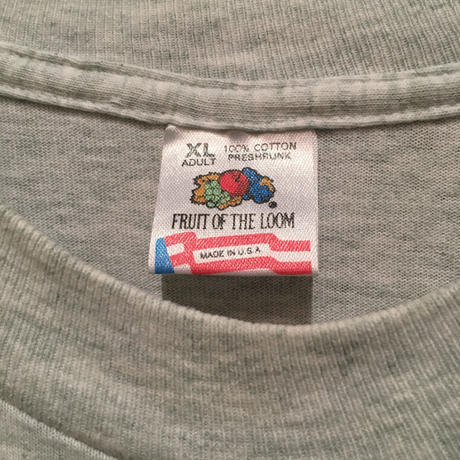 XL 100% COTTON
ADULT PRESHRUNK
®
FRUIT OF THE LOOM
MADE IN U.S.A.